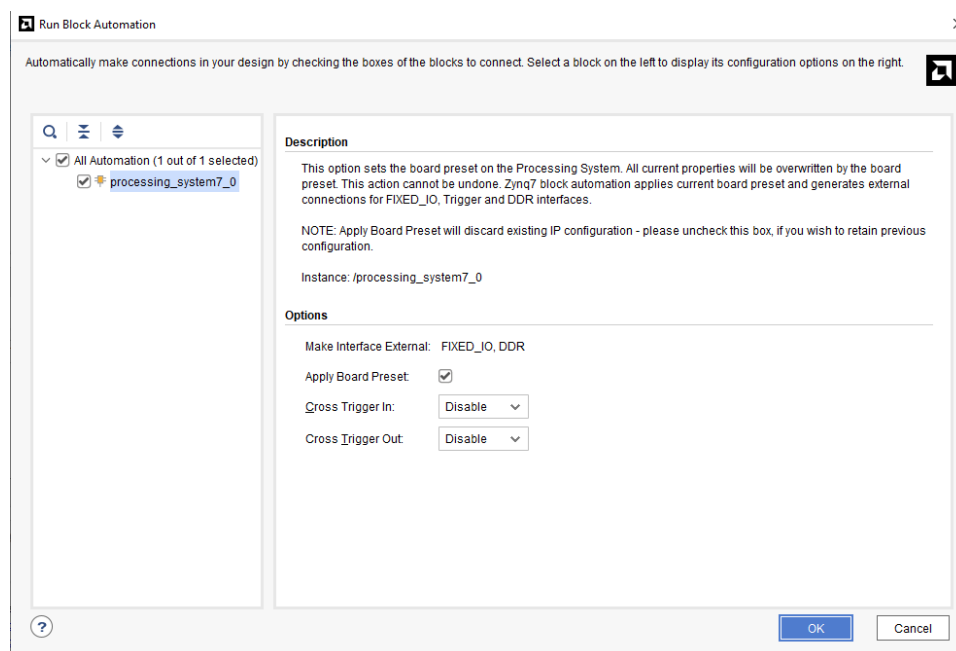 Run Block Automation
Automatically make connections in your design by checking the boxes of the blocks to connect. Select a block on the left to display its configuration options on the right.
All Automation (1 out of 1 selected)
processing_system7_0
Description
This option sets the board preset on the Processing System. All current properties will be overwritten by the board
preset. This action cannot be undone. Zynq7 block automation applies current board preset and generates external
connections for FIXED_IO, Trigger and DDR interfaces.
NOTE: Apply Board Preset will discard existing IP configuration - please uncheck this box, if you wish to retain previous
configuration.
Instance: /processing_system7_0
Options
Make Interface External: FIXED_IO, DDR
Apply Board Preset:
Cross Trigger In: Disable
Cross Trigger Out: Disable
?
OK
Cancel